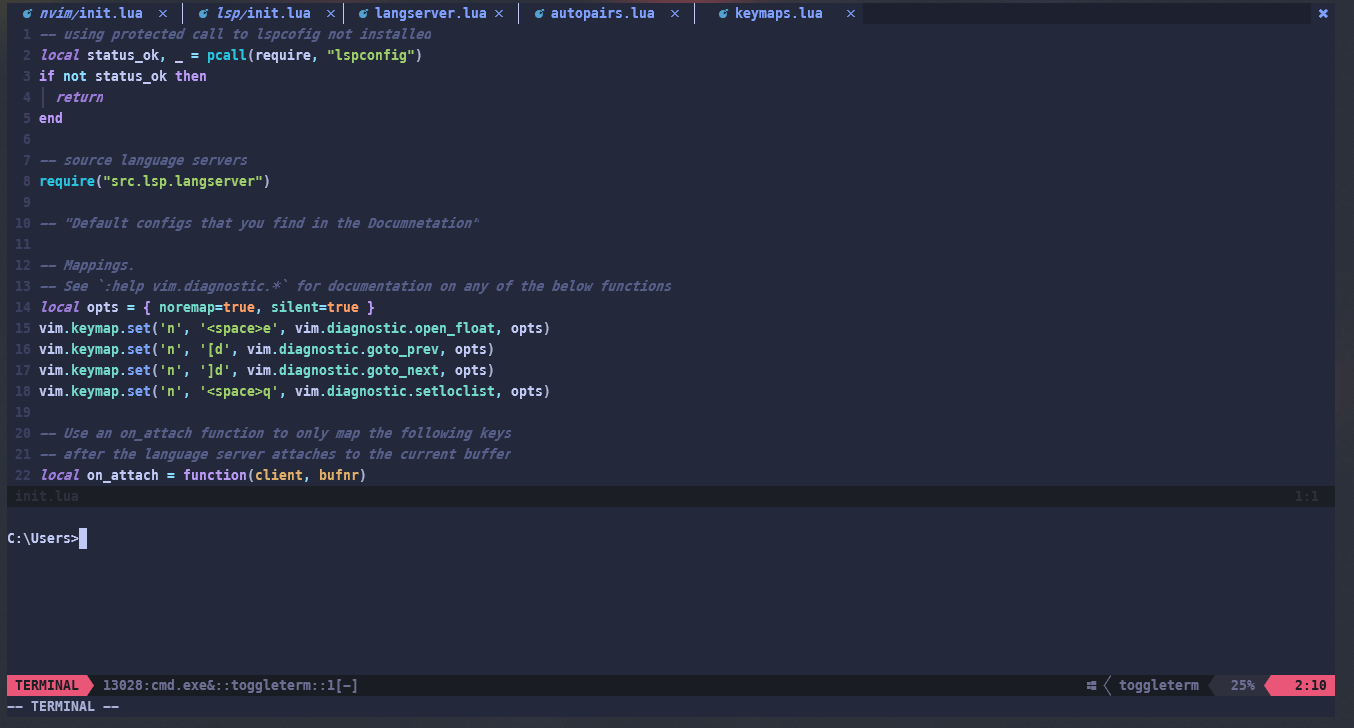 nvim/init.lua × lsp/init.lua × langserver.lua × autopairs.lua × keymaps.lua ×
1 -- using protected call to lspcofig not installed
2 local status_ok, _ = pcall(require, "lspconfig")
3 if not status_ok then
4 return
5 end
6
7 -- source language servers
8 require("src.lsp.langserver")
9
10 -- "Default configs that you find in the Documnetation"
11
12 -- Mappings.
13 -- See `:help vim.diagnostic.*` for documentation on any of the below functions
14 local opts = { noremap=true, silent=true }
15 vim.keymap.set('n', '<space>e', vim.diagnostic.open_float, opts)
16 vim.keymap.set('n', '[d', vim.diagnostic.goto_prev, opts)
17 vim.keymap.set('n', ']d', vim.diagnostic.goto_next, opts)
18 vim.keymap.set('n', '<space>q', vim.diagnostic.setloclist, opts)
19
20 -- Use an on_attach function to only map the following keys
21 -- after the language server attaches to the current buffer
22 local on_attach = function(client, bufnr)
init.lua 1:1
C:\Users>
TERMINAL 13028:cmd.exe&::toggleterm::1[-] toggleterm 25% 2:10
-- TERMINAL --